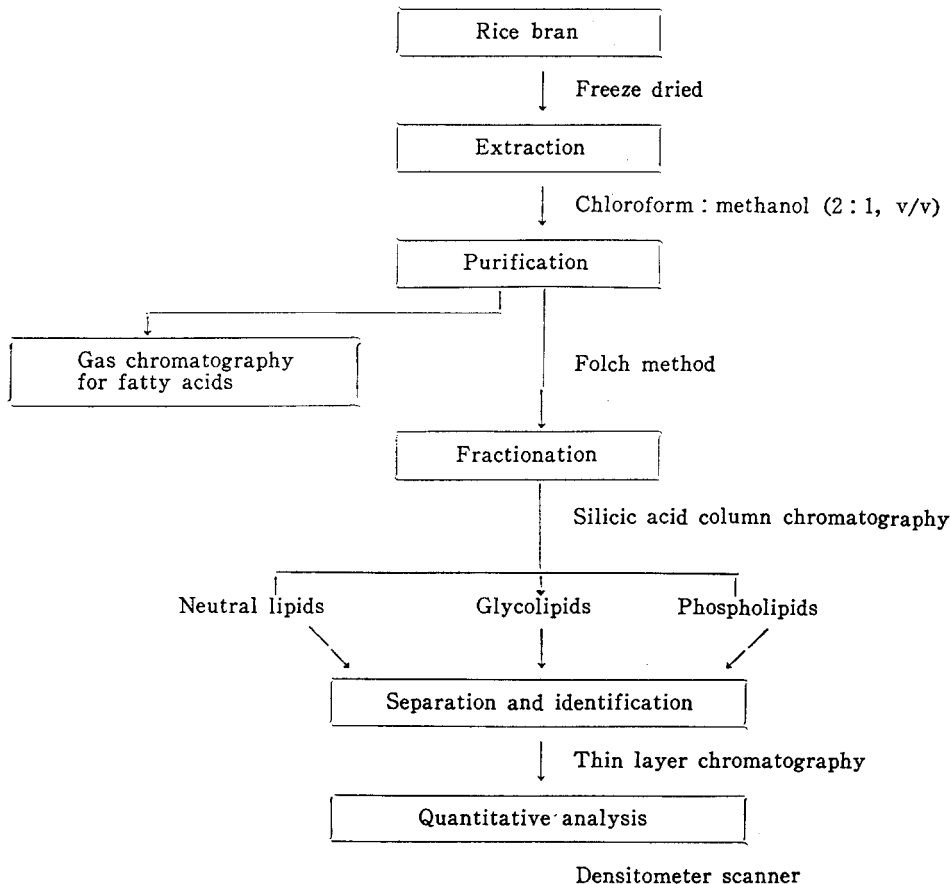 Rice bran
Freeze dried
Extraction
Chloroform : methanol (2 : 1, v/v)
Purification
Gas chromatography
for fatty acids
Folch method
Fractionation
Silicic acid column chromatography
Neutral lipids
Glycolipids
Phospholipids
Separation and identification
Thin layer chromatography
Quantitative analysis
Densitometer scanner